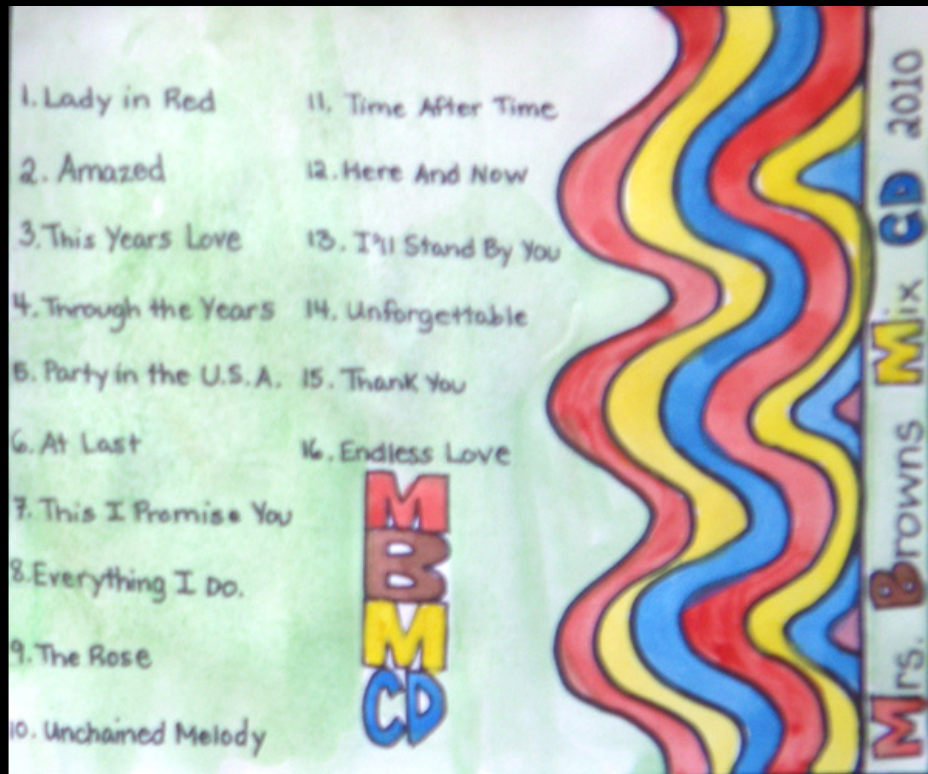 1. Lady in Red
2. Amazed
3. This Years Love
4. Through the Years
5. Party in the U.S.A.
6. At Last
7. This I Promise You
8. Everything I Do.
9. The Rose
10. Unchained Melody
11. Time After Time
12. Here And Now
13. I'll Stand By You
14. Unforgettable
15. Thank You
16. Endless Love
M
B
M
CD
Mrs. Browns Mix CD 2010